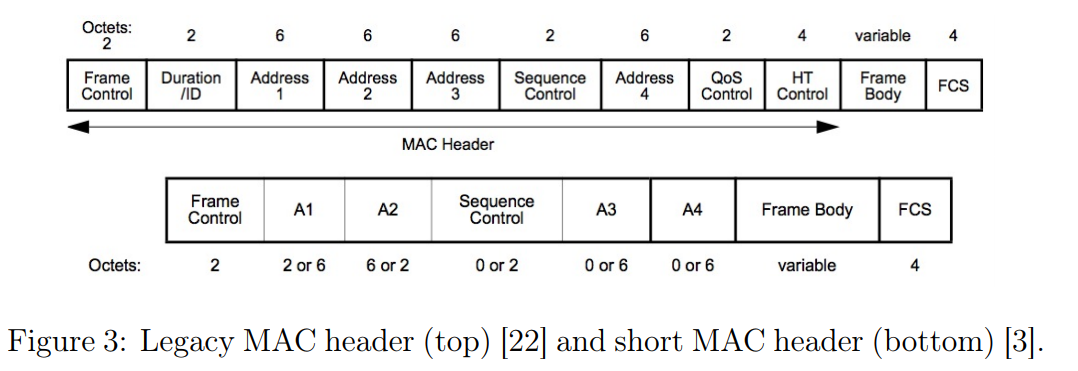 Octets:
2 2 6 6 6 2 6 2 4 variable 4
Frame Control Duration /ID Address 1 Address 2 Address 3 Sequence Control Address 4 QoS Control HT Control Frame Body FCS
MAC Header
Frame Control A1 A2 Sequence Control A3 A4 Frame Body FCS
Octets: 2 2 or 6 6 or 2 0 or 2 0 or 6 0 or 6 variable 4
Figure 3: Legacy MAC header (top) [22] and short MAC header (bottom) [3].